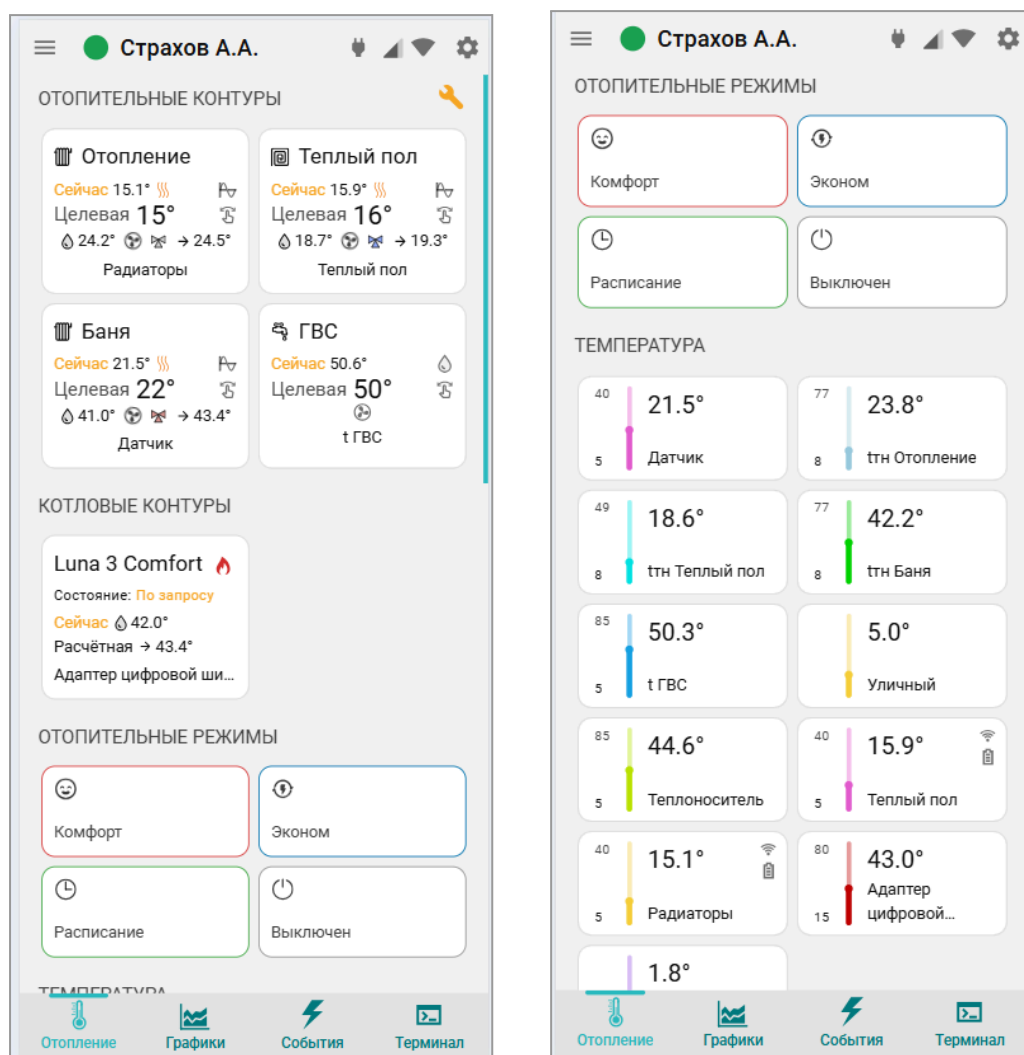 Страхов А.А.
ОТОПИТЕЛЬНЫЕ КОНТУРЫ
Отопление
Сейчас 15.1°
Целевая 15°
24.2° → 24.5°
Радиаторы
Теплый пол
Сейчас 15.9°
Целевая 16°
18.7° → 19.3°
Теплый пол
Баня
Сейчас 21.5°
Целевая 22°
41.0° → 43.4°
Датчик
ГВС
Сейчас 50.6°
Целевая 50°
t ГВС
КОТЛОВЫЕ КОНТУРЫ
Luna 3 Comfort
Состояние: По запросу
Сейчас 42.0°
Расчётная → 43.4°
Адаптер цифровой ши...
ОТОПИТЕЛЬНЫЕ РЕЖИМЫ
Комфорт
Эконом
Расписание
Выключен
ТЕМПЕРАТУРА
Отопление
Графики
События
Терминал
Страхов А.А.
ОТОПИТЕЛЬНЫЕ РЕЖИМЫ
Комфорт
Эконом
Расписание
Выключен
ТЕМПЕРАТУРА
40
21.5°
5
Датчик
77
23.8°
8
tтн Отопление
49
18.6°
8
tтн Теплый пол
77
42.2°
8
tтн Баня
85
50.3°
5
t ГВС
5.0°
Уличный
85
44.6°
5
Теплоноситель
40
15.9°
5
Теплый пол
40
15.1°
5
Радиаторы
80
43.0°
Адаптер
15
цифровой...
1.8°
Отопление
Графики
События
Терминал